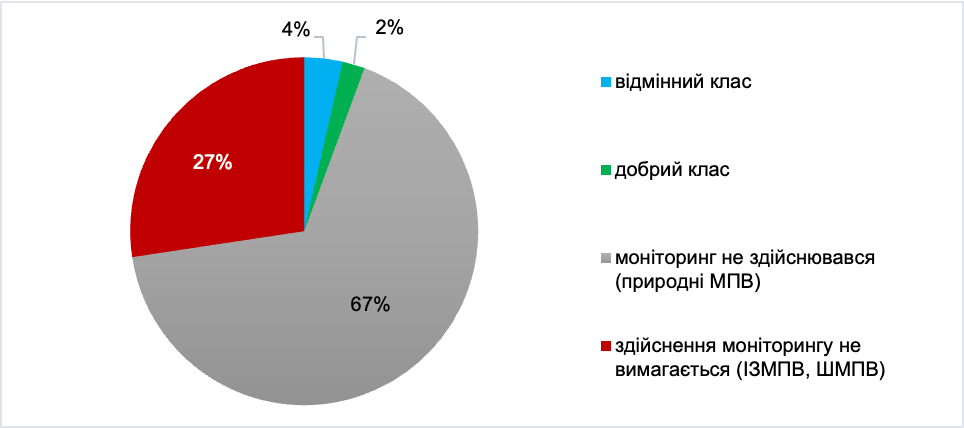 4%
2%
27%
67%
відмінний клас
добрий клас
моніторинг не здійснювався
(природні МПВ)
здійснення моніторингу не
вимагається (ІЗМПВ, ШМПВ)